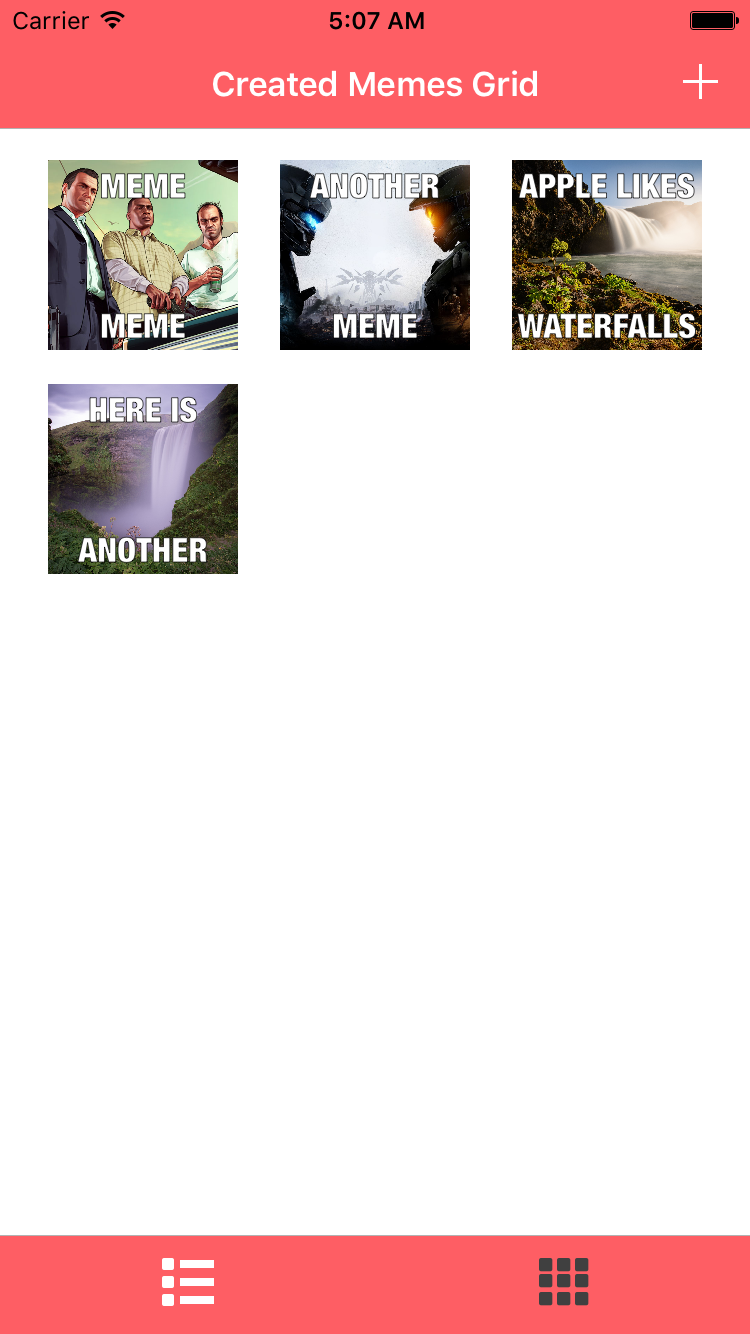 Carrier 5:07 AM
Created Memes Grid
MEME
MEME
ANOTHER
MEME
APPLE LIKES
WATERFALLS
HERE IS
ANOTHER